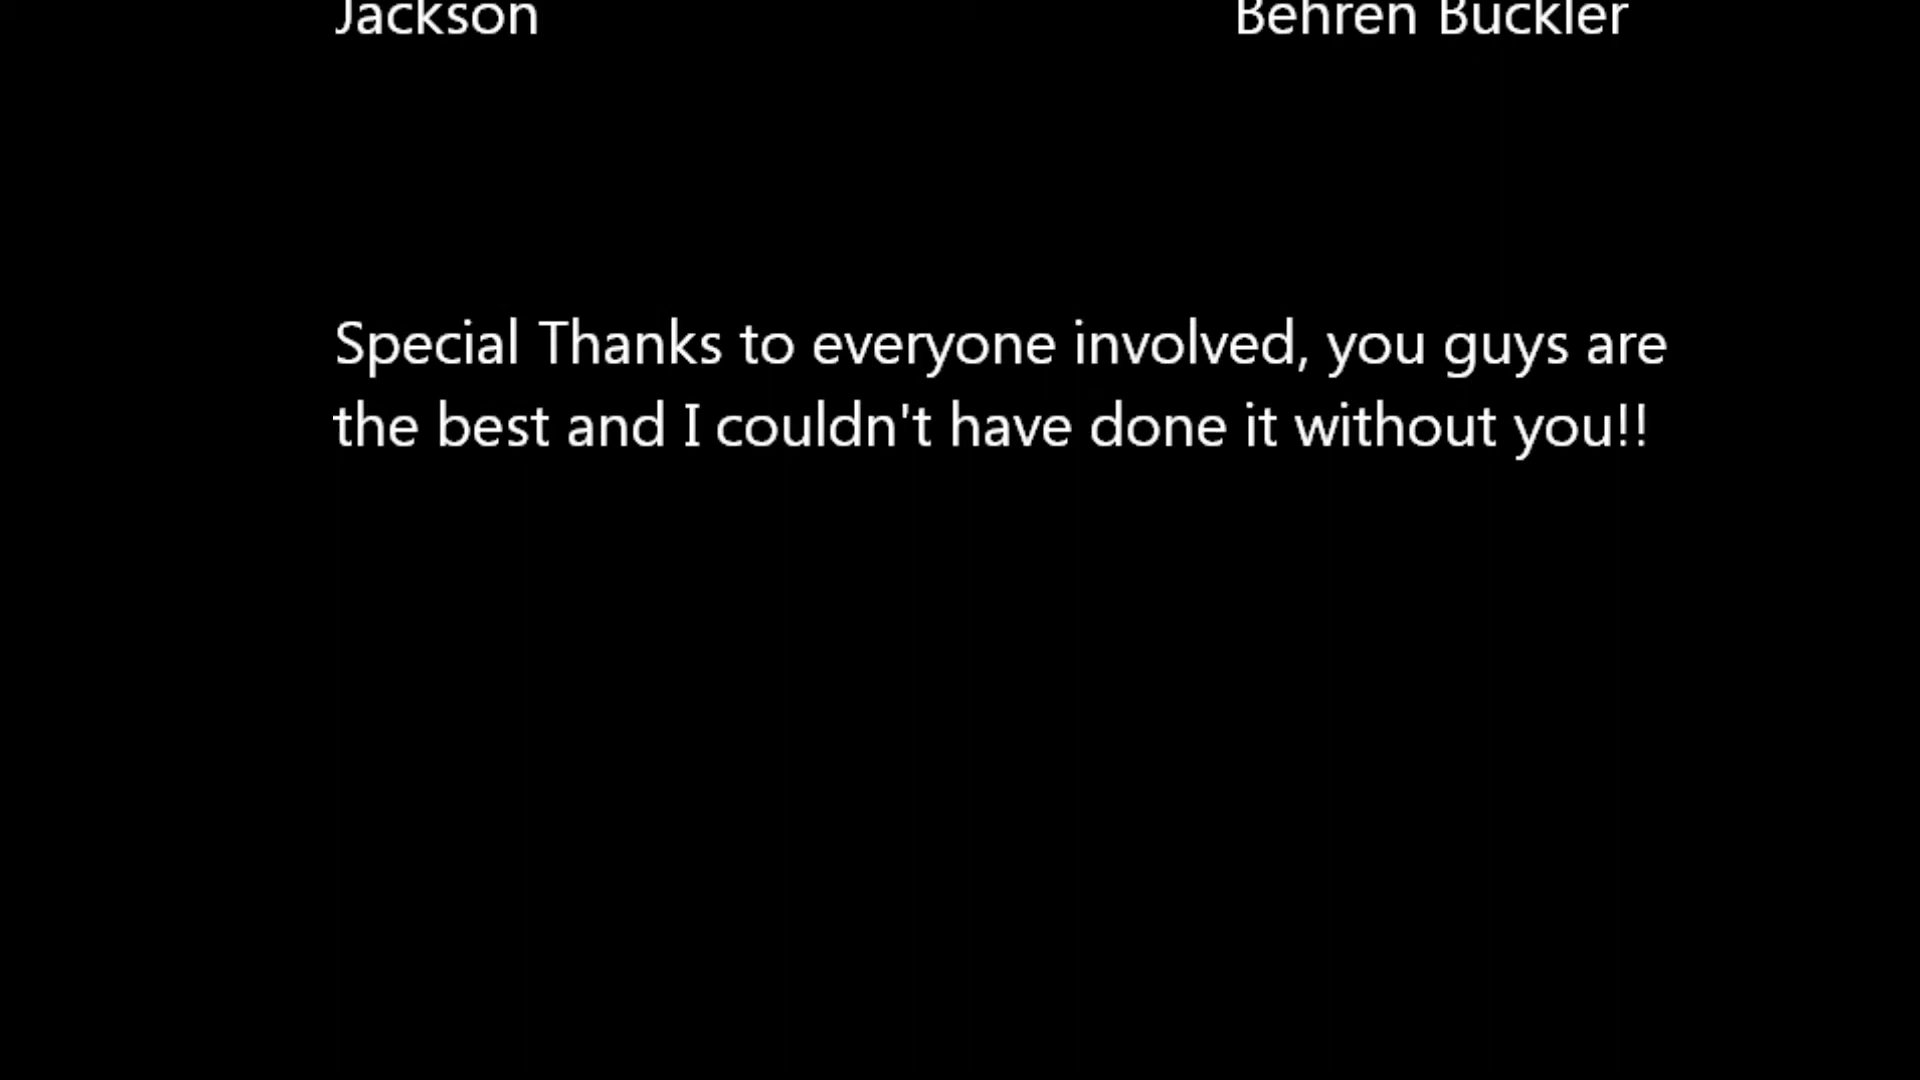 Jackson Behren Buckler
Special Thanks to everyone involved, you guys are
the best and I couldn't have done it without you!!